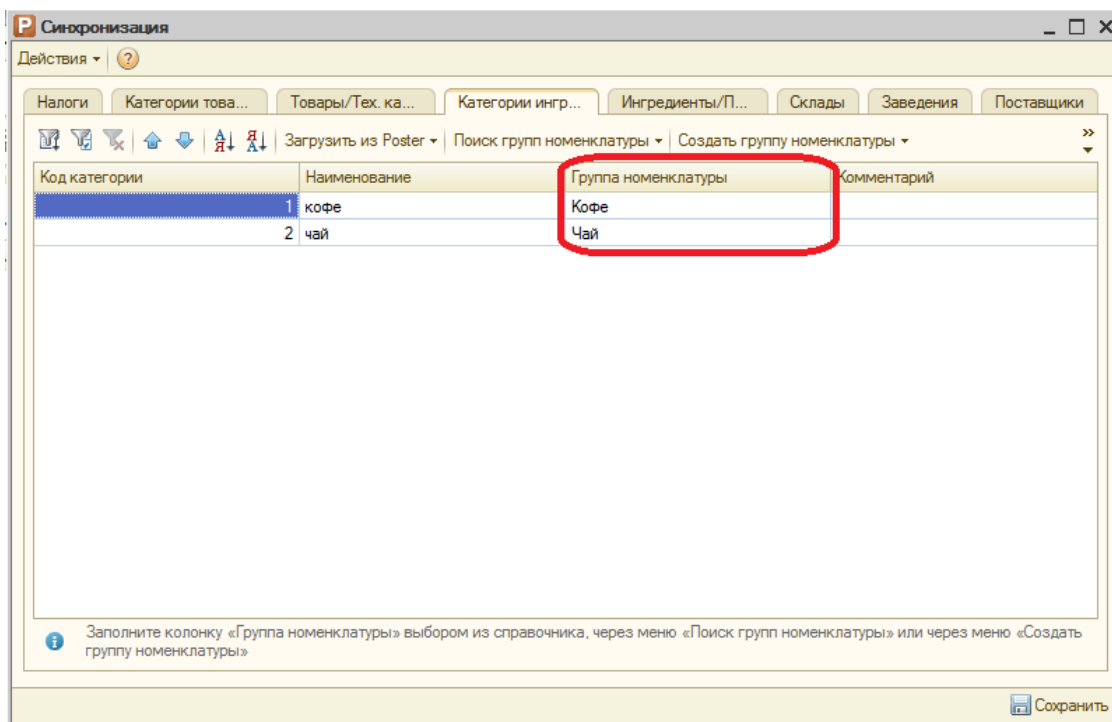 P Синхронизация
Действия
Налоги Категории това... Товары/Тех. ка... Категории ингр... Ингредиенты/П... Склады Заведения Поставщики
Загрузить из Poster Поиск групп номенклатуры Создать группу номенклатуры
Код категории Наименование Группа номенклатуры Комментарий
1 кофе Кофе
2 чай Чай
Заполните колонку «Группа номенклатуры» выбором из справочника, через меню «Поиск групп номенклатуры» или через меню «Создать
группу номенклатуры»
Сохранить